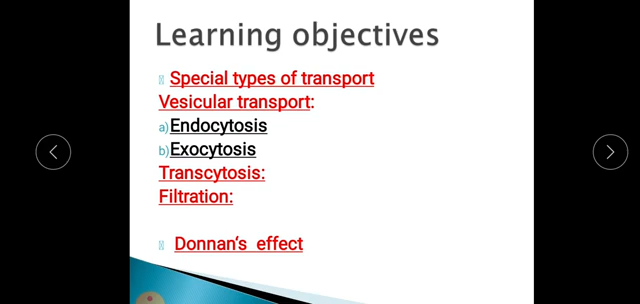 Learning objectives
Special types of transport
Vesicular transport:
a)Endocytosis
b)Exocytosis
Transcytosis:
Filtration:
Donnan‘s effect